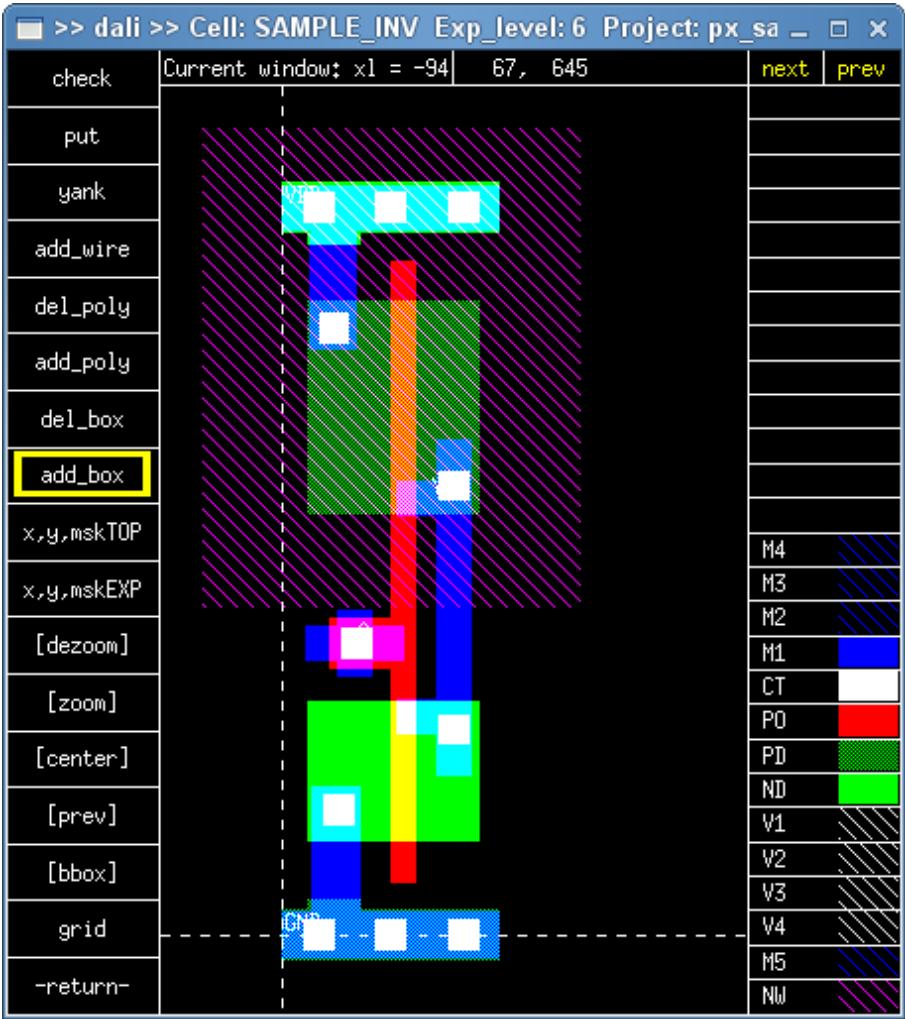 >> dali >> Cell: SAMPLE_INV Exp_level: 6 Project: px_sa
check
Current window: xl = -94 67, 645
next
prev
put
yank
add_wire
del_poly
add_poly
del_box
add_box
x,y,mskTOP
x,y,mskEXP
[dezoom]
[zoom]
[center]
[prev]
[bbox]
grid
-return-
GND
M4
M3
M2
M1
CT
PO
PD
ND
V1
V2
V3
V4
M5
NW